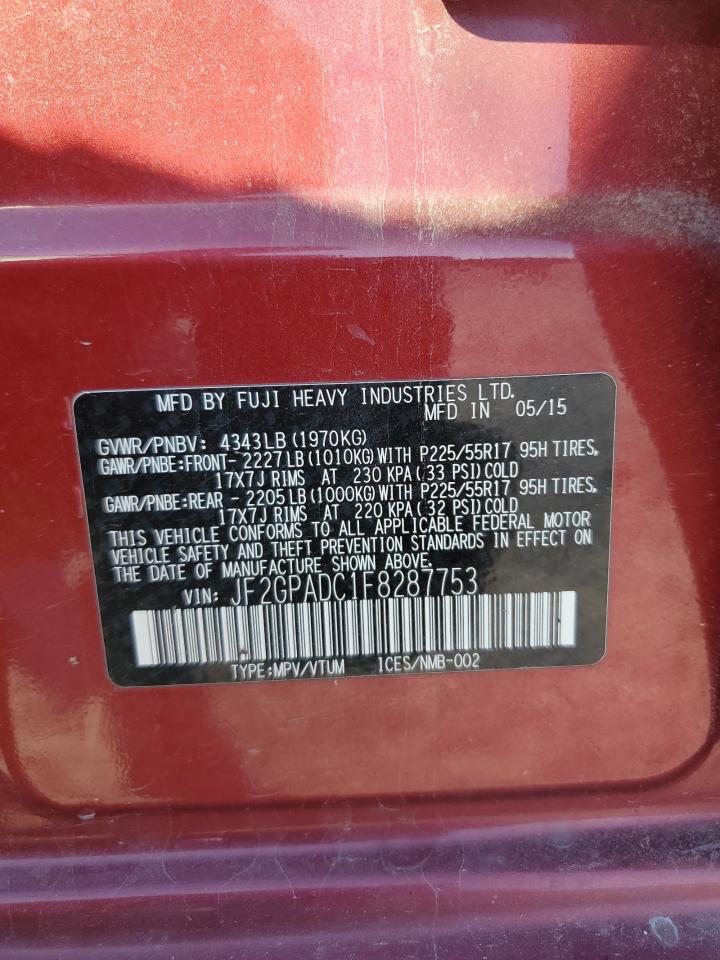 MFD BY FUJI HEAVY INDUSTRIES LTD.
MFD IN 05/15
GVWR/PNBV: 4343LB(1970KG)
GAWR/PNBE:FRONT- 2227LB(1010KG)WITH P225/55R17 95H TIRES,
17X7J RIMS AT 230 KPA( 33 PSI)COLD
GAWR/PNBE:REAR - 2205LB(1000KG)WITH P225/55R17 95H TIRES,
17X7J RIMS AT 220 KPA( 32 PSI)COLD
THIS VEHICLE CONFORMS TO ALL APPLICABLE FEDERAL MOTOR
VEHICLE SAFETY AND THEFT PREVENTION STANDARDS IN EFFECT ON
THE DATE OF MANUFACTURE SHOWN ABOVE.
VIN: JF2GPADC1F8287753
TYPE:MPV/VTUM ICES/NMB-002